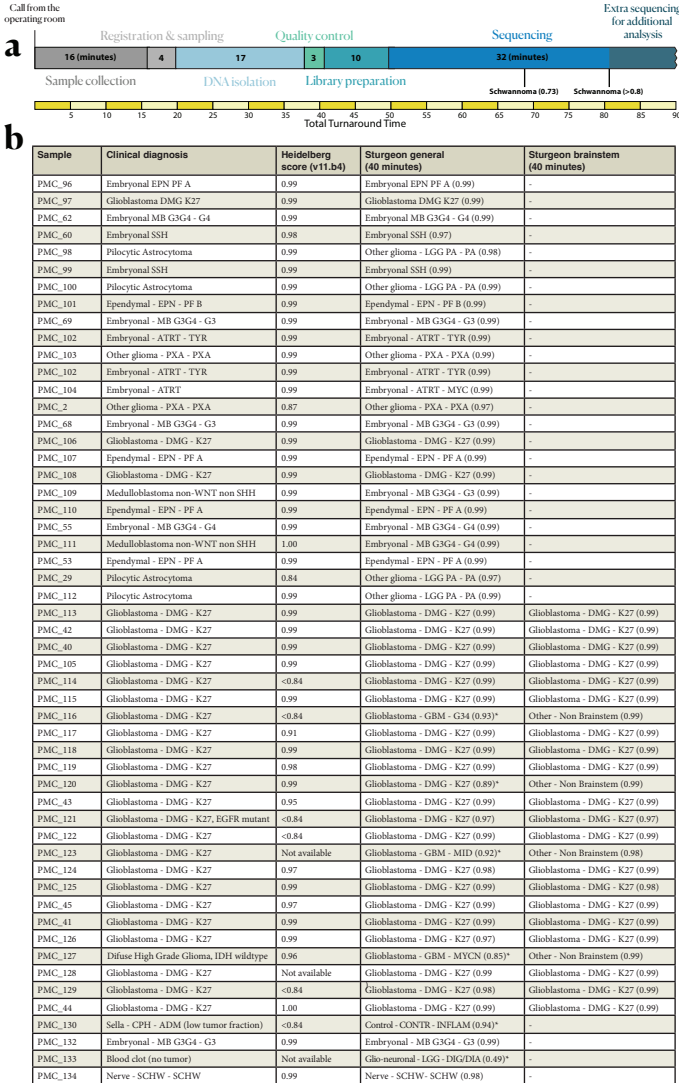 Call from the
operating room
Extra sequencing
for additional
analsysis
a
Registration & sampling
Quality control
Sequencing
16 (minutes)
4
17
3
10
32 (minutes)
Sample collection
DNA isolation
Library preparation
Schwannoma (0.73)
Schwannoma (>0.8)
5 10 15 20 25 30 35 40 45 50 55 60 65 70 75 80 85 90
Total Turnaround Time
b
Sample Clinical diagnosis Heidelberg score (v11.b4) Sturgeon general (40 minutes) Sturgeon brainstem (40 minutes)
PMC_96 Embryonal EPN PF A 0.99 Embryonal EPN PF A (0.99) -
PMC_97 Glioblastoma DMG K27 0.99 Glioblastoma DMG K27 (0.99) -
PMC_62 Embryonal MB G3G4 - G4 0.99 Embryonal MB G3G4 - G4 (0.99) -
PMC_60 Embryonal SSH 0.98 Embryonal SSH (0.97) -
PMC_98 Pilocytic Astrocytoma 0.99 Other glioma - LGG PA - PA (0.98) -
PMC_99 Embryonal SSH 0.99 Embryonal SSH (0.99) -
PMC_100 Pilocytic Astrocytoma 0.99 Other glioma - LGG PA - PA (0.99) -
PMC_101 Ependymal - EPN - PF B 0.99 Ependymal - EPN - PF B (0.99) -
PMC_69 Embryonal - MB G3G4 - G3 0.99 Embryonal - MB G3G4 - G3 (0.99) -
PMC_102 Embryonal - ATRT - TYR 0.99 Embryonal - ATRT - TYR (0.99) -
PMC_103 Other glioma - PXA - PXA 0.99 Other glioma - PXA - PXA (0.99) -
PMC_102 Embryonal - ATRT - TYR 0.99 Embryonal - ATRT - TYR (0.99) -
PMC_104 Embryonal - ATRT 0.99 Embryonal - ATRT - MYC (0.99) -
PMC_2 Other glioma - PXA - PXA 0.87 Other glioma - PXA - PXA (0.97) -
PMC_68 Embryonal - MB G3G4 - G3 0.99 Embryonal - MB G3G4 - G3 (0.99) -
PMC_106 Glioblastoma - DMG - K27 0.99 Glioblastoma - DMG - K27 (0.99) -
PMC_107 Ependymal - EPN - PF A 0.99 Ependymal - EPN - PF A (0.99) -
PMC_108 Glioblastoma - DMG - K27 0.99 Glioblastoma - DMG - K27 (0.99) -
PMC_109 Medulloblastoma non-WNT non SHH 0.99 Embryonal - MB G3G4 - G3 (0.99) -
PMC_110 Ependymal - EPN - PF A 0.99 Ependymal - EPN - PF A (0.99) -
PMC_55 Embryonal - MB G3G4 - G4 0.99 Embryonal - MB G3G4 - G4 (0.99) -
PMC_111 Medulloblastoma non-WNT non SHH 1.00 Embryonal - MB G3G4 - G4 (0.99) -
PMC_53 Ependymal - EPN - PF A 0.99 Ependymal - EPN - PF A (0.99) -
PMC_29 Pilocytic Astrocytoma 0.84 Other glioma - LGG PA - PA (0.97) -
PMC_112 Pilocytic Astrocytoma 0.99 Other glioma - LGG PA - PA (0.99) -
PMC_113 Glioblastoma - DMG - K27 0.99 Glioblastoma - DMG - K27 (0.99) Glioblastoma - DMG - K27 (0.99)
PMC_42 Glioblastoma - DMG - K27 0.99 Glioblastoma - DMG - K27 (0.99) Glioblastoma - DMG - K27 (0.99)
PMC_40 Glioblastoma - DMG - K27 0.99 Glioblastoma - DMG - K27 (0.99) Glioblastoma - DMG - K27 (0.99)
PMC_105 Glioblastoma - DMG - K27 0.99 Glioblastoma - DMG - K27 (0.99) Glioblastoma - DMG - K27 (0.99)
PMC_114 Glioblastoma - DMG - K27 <0.84 Glioblastoma - DMG - K27 (0.99) Glioblastoma - DMG - K27 (0.99)
PMC_115 Glioblastoma - DMG - K27 0.99 Glioblastoma - DMG - K27 (0.99) Glioblastoma - DMG - K27 (0.99)
PMC_116 Glioblastoma - DMG - K27 <0.84 Glioblastoma - GBM - G34 (0.93)* Other - Non Brainstem (0.99)
PMC_117 Glioblastoma - DMG - K27 0.91 Glioblastoma - DMG - K27 (0.99) Glioblastoma - DMG - K27 (0.99)
PMC_118 Glioblastoma - DMG - K27 0.99 Glioblastoma - DMG - K27 (0.99) Glioblastoma - DMG - K27 (0.99)
PMC_119 Glioblastoma - DMG - K27 0.98 Glioblastoma - DMG - K27 (0.99) Glioblastoma - DMG - K27 (0.99)
PMC_120 Glioblastoma - DMG - K27 0.99 Glioblastoma - DMG - K27 (0.89)* Other - Non Brainstem (0.99)
PMC_43 Glioblastoma - DMG - K27 0.95 Glioblastoma - DMG - K27 (0.99) Glioblastoma - DMG - K27 (0.99)
PMC_121 Glioblastoma - DMG - K27, EGFR mutant <0.84 Glioblastoma - DMG - K27 (0.97) Glioblastoma - DMG - K27 (0.97)
PMC_122 Glioblastoma - DMG - K27 <0.84 Glioblastoma - DMG - K27 (0.99) Glioblastoma - DMG - K27 (0.99)
PMC_123 Glioblastoma - DMG - K27 Not available Glioblastoma - GBM - MID (0.92)* Other - Non Brainstem (0.98)
PMC_124 Glioblastoma - DMG - K27 0.97 Glioblastoma - DMG - K27 (0.98) Glioblastoma - DMG - K27 (0.99)
PMC_125 Glioblastoma - DMG - K27 0.99 Glioblastoma - DMG - K27 (0.99) Glioblastoma - DMG - K27 (0.98)
PMC_45 Glioblastoma - DMG - K27 0.97 Glioblastoma - DMG - K27 (0.99) Glioblastoma - DMG - K27 (0.99)
PMC_41 Glioblastoma - DMG - K27 0.99 Glioblastoma - DMG - K27 (0.99) Glioblastoma - DMG - K27 (0.99)
PMC_126 Glioblastoma - DMG - K27 0.99 Glioblastoma - DMG - K27 (0.97) Glioblastoma - DMG - K27 (0.99)
PMC_127 Difuse High Grade Glioma, IDH wildtype 0.96 Glioblastoma - GBM - MYCN (0.85)* Other - Non Brainstem (0.99)
PMC_128 Glioblastoma - DMG - K27 Not available Glioblastoma - DMG - K27 (0.99 Glioblastoma - DMG - K27 (0.99)
PMC_129 Glioblastoma - DMG - K27 <0.84 Glioblastoma - DMG - K27 (0.98) Glioblastoma - DMG - K27 (0.99)
PMC_44 Glioblastoma - DMG - K27 1.00 Glioblastoma - DMG - K27 (0.99) Glioblastoma - DMG - K27 (0.99)
PMC_130 Sella - CPH - ADM (low tumor fraction) <0.84 Control - CONTR - INFLAM (0.94)* -
PMC_132 Embryonal - MB G3G4 - G3 0.99 Embryonal - MB G3G4 - G3 (0.99) -
PMC_133 Blood clot (no tumor) Not available Glio-neuronal - LGG - DIG/DIA (0.49)* -
PMC_134 Nerve - SCHW - SCHW 0.99 Nerve - SCHW- SCHW (0.98) -